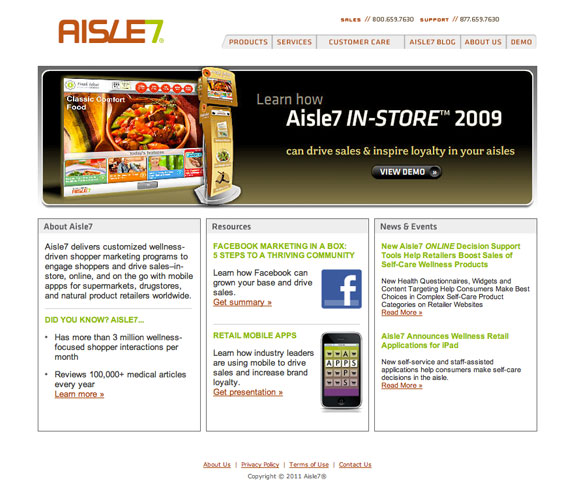 AISLE7®
SALES // 800.659.7630 SUPPORT // 877.659.7630
PRODUCTS SERVICES CUSTOMER CARE AISLE7 BLOG ABOUT US DEMO
Classic Comfort
Food
AISLE7
Learn how
Aisle7 IN-STORE™ 2009
can drive sales & inspire loyalty in your aisles
VIEW DEMO »
About Aisle7
Aisle7 delivers customized wellness-
driven shopper marketing programs to
engage shoppers and drive sales–in-
store, online, and on the go with mobile
appps for supermarkets, drugstores,
and natural product retailers worldwide.
DID YOU KNOW? AISLE7...
• Has more than 3 million wellness-
focused shopper interactions per
month
• Reviews 100,000+ medical articles
every year
Learn more »
Resources
FACEBOOK MARKETING IN A BOX:
5 STEPS TO A THRIVING COMMUNITY
Learn how Facebook can
grown your base and drive
sales.
Get summary »
f
RETAIL MOBILE APPS
Learn how industry leaders
are using mobile to drive
sales and increase brand
loyalty.
Get presentation »
APPS
News & Events
New Aisle7 ONLINE Decision Support
Tools Help Retailers Boost Sales of
Self-Care Wellness Products
New Health Questionnaires, Widgets and
Content Targeting Help Consumers Make Best
Choices in Complex Self-Care Product
Categories on Retailer Websites
Read More »
Aisle7 Announces Wellness Retail
Applications for iPad
New self-service and staff-assisted
applications help consumers make self-care
decisions in the aisle.
Read More »
About Us | Privacy Policy | Terms of Use | Contact Us
Copyright © 2011 Aisle7®